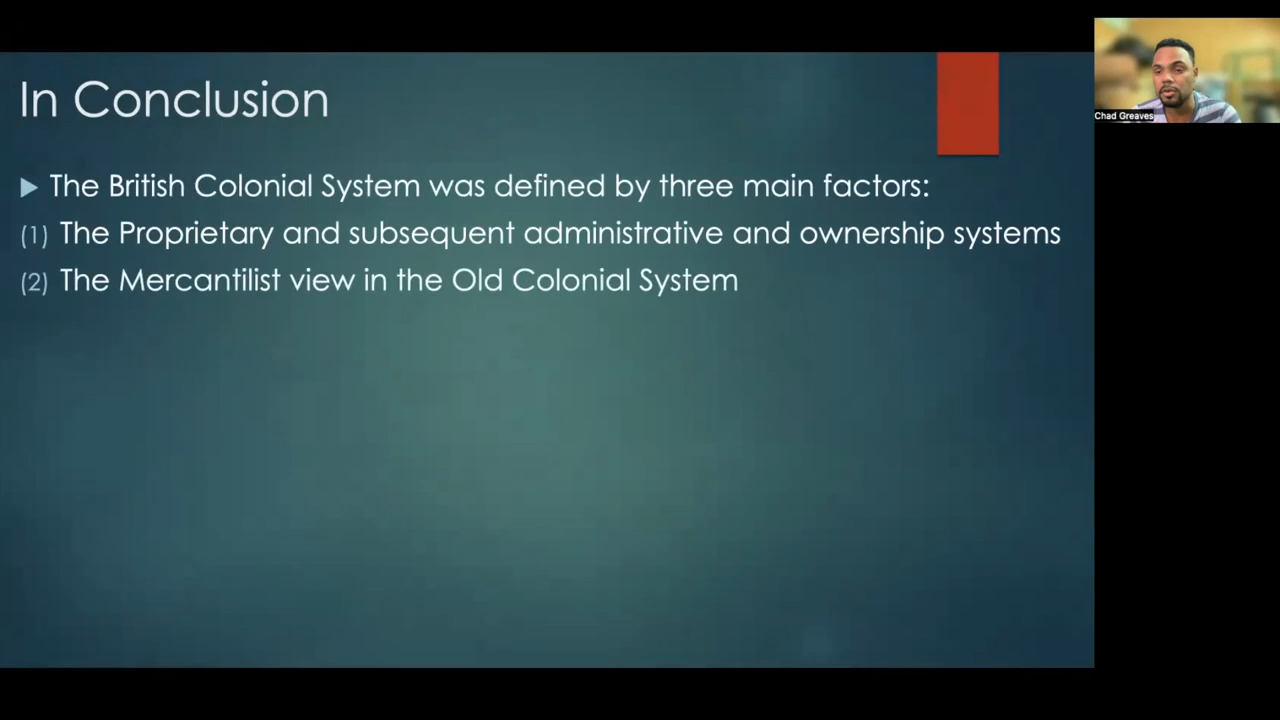 In Conclusion
The British Colonial System was defined by three main factors:
(1) The Proprietary and subsequent administrative and ownership systems
(2) The Mercantilist view in the Old Colonial System
Chad Greaves